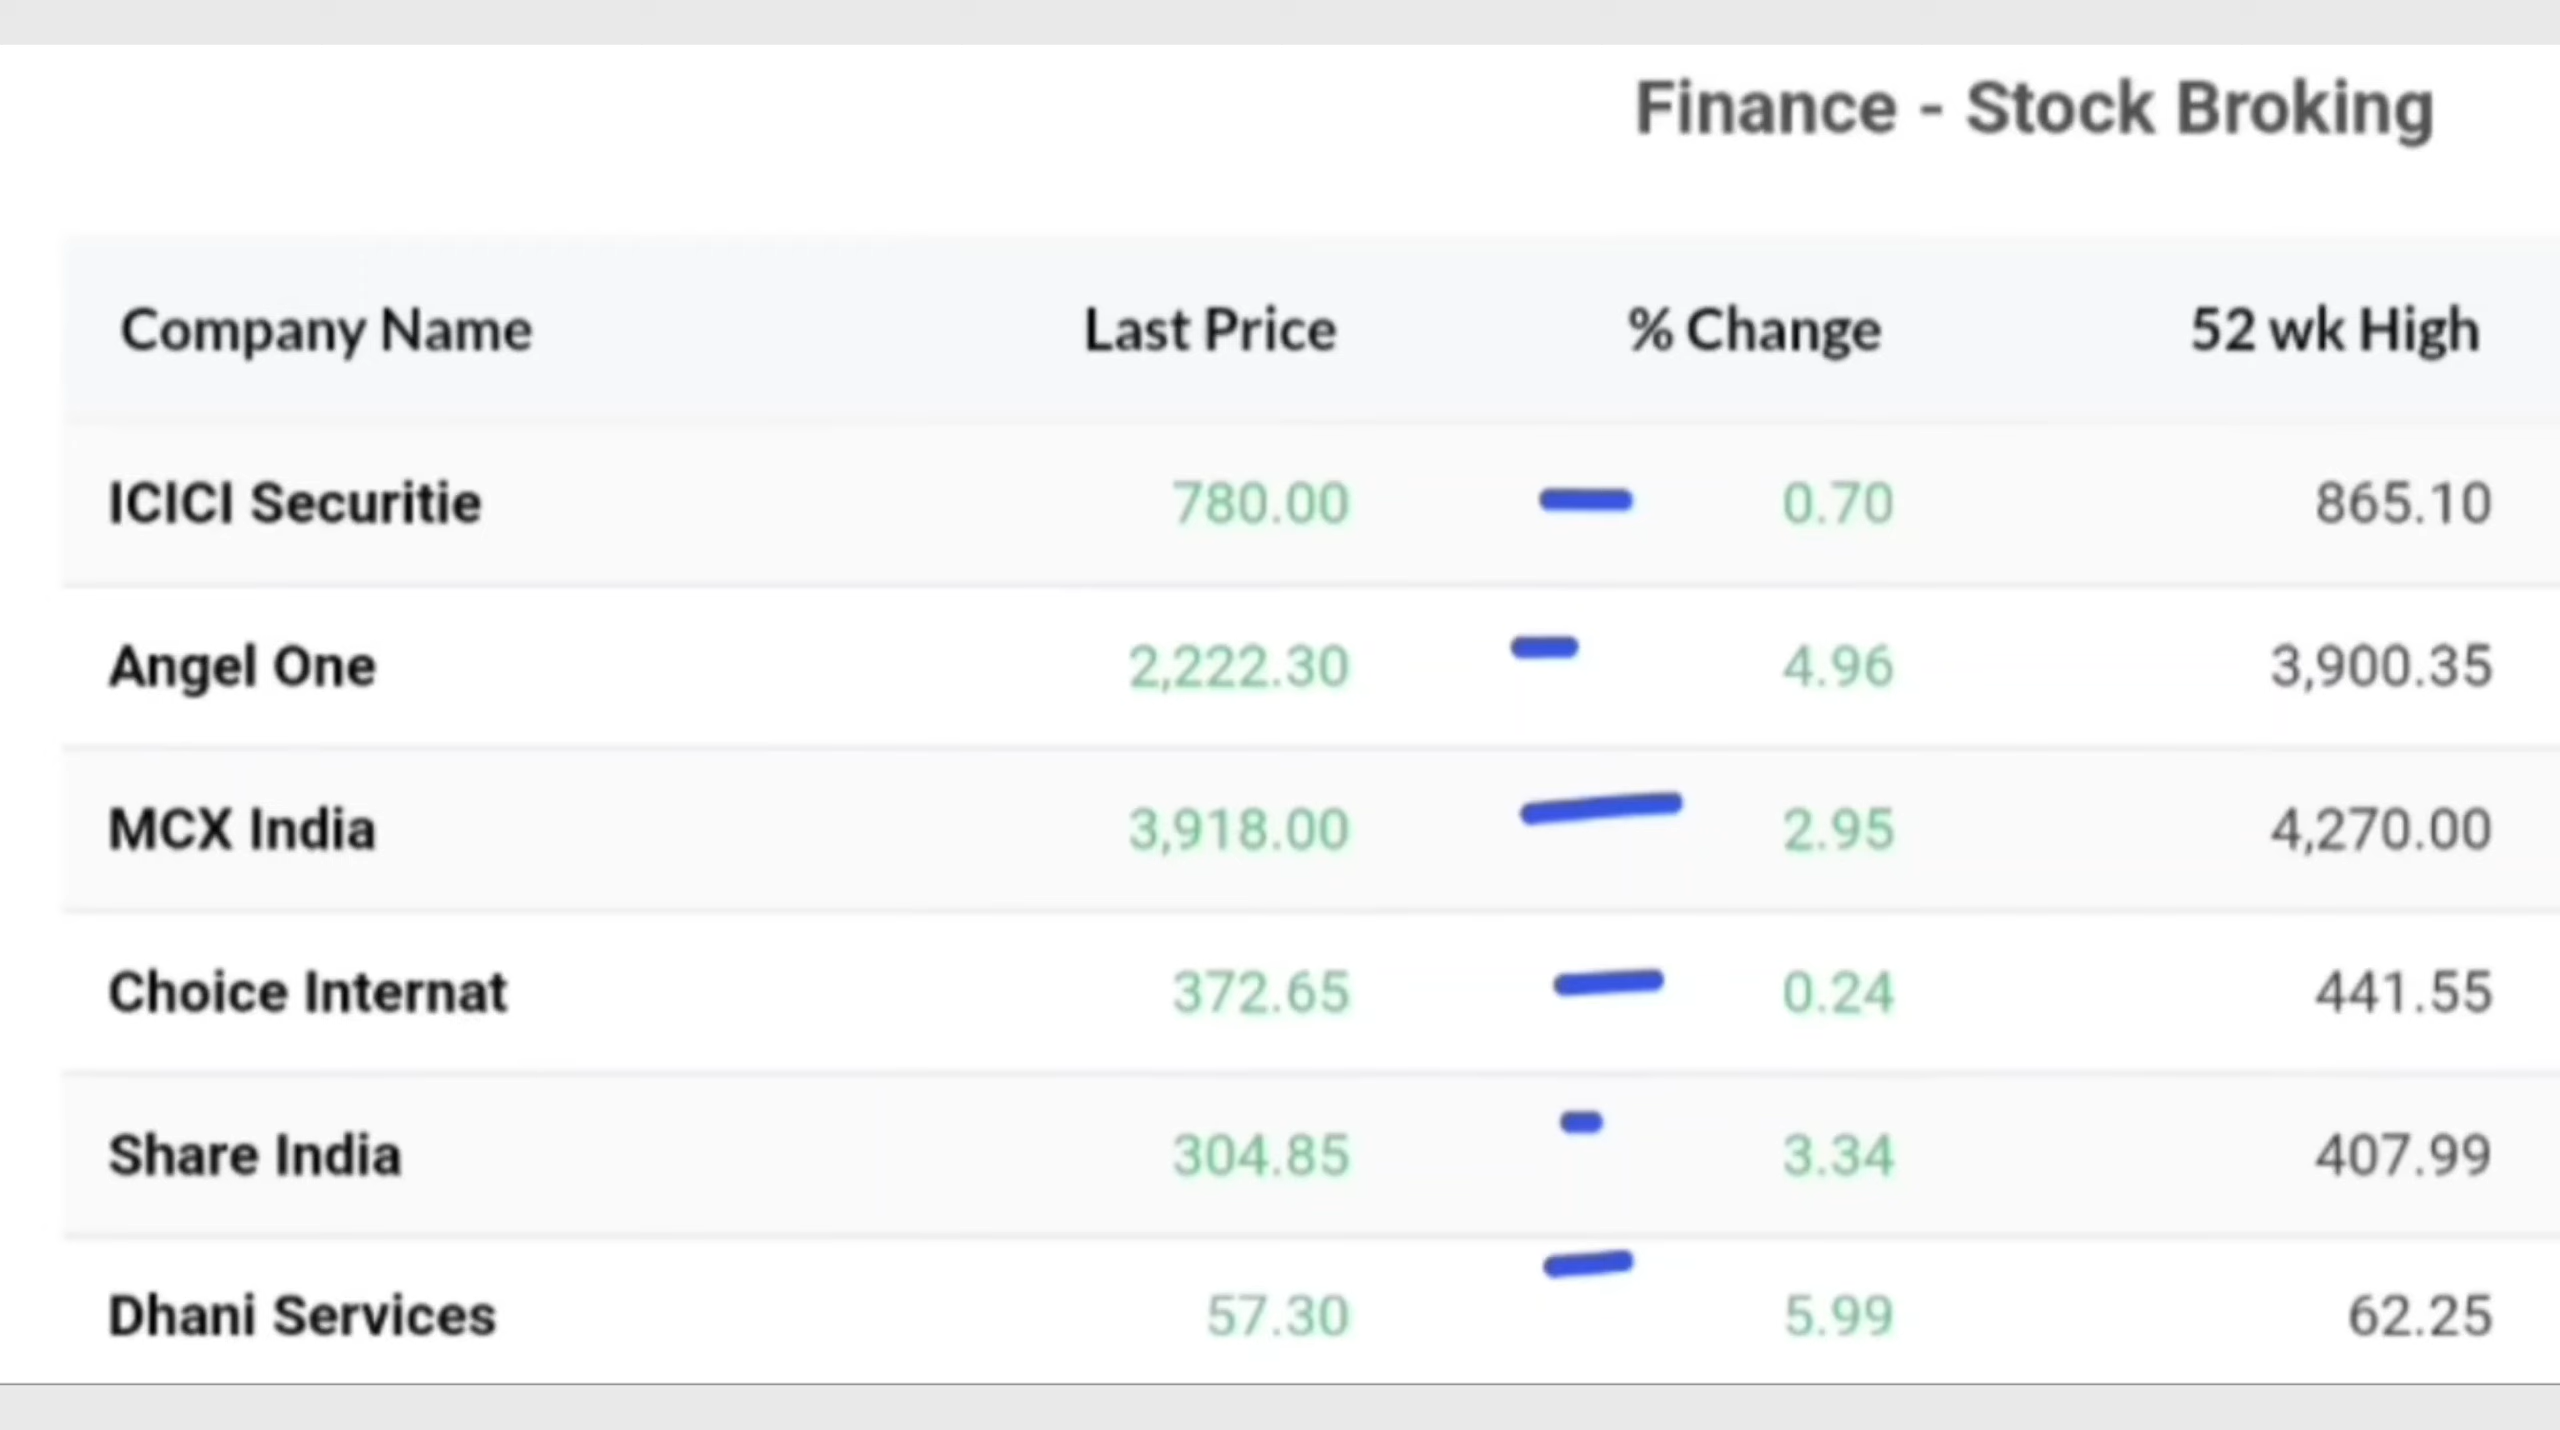 Finance - Stock Broking
Company Name Last Price % Change 52 wk High
ICICI Securitie 780.00 0.70 865.10
Angel One 2,222.30 4.96 3,900.35
MCX India 3,918.00 2.95 4,270.00
Choice Internat 372.65 0.24 441.55
Share India 304.85 3.34 407.99
Dhani Services 57.30 5.99 62.25